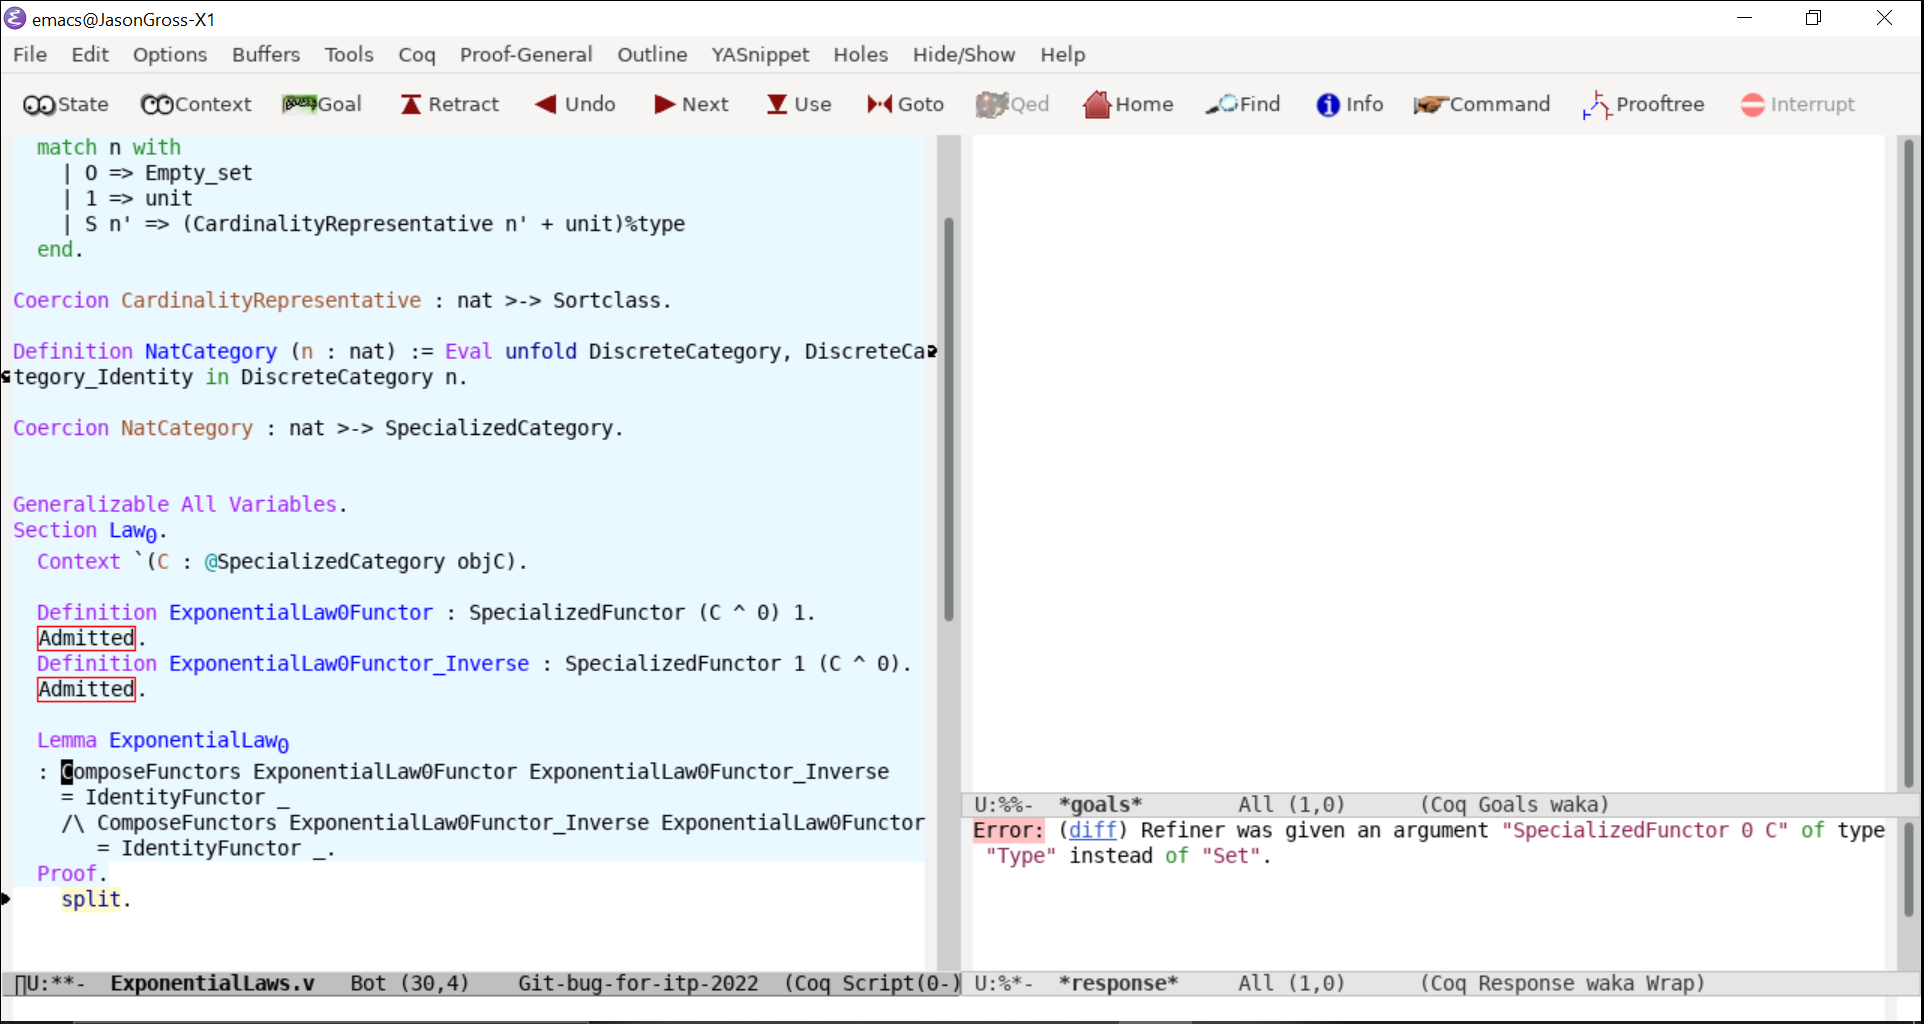 emacs@JasonGross-X1
File Edit Options Buffers Tools Coq Proof-General Outline YASnippet Holes Hide/Show Help
State Context Goal Retract Undo Next Use Goto Qed Home Find Info Command Prooftree Interrupt
match n with
| O => Empty_set
| 1 => unit
| S n' => (CardinalityRepresentative n' + unit)%type
end.
Coercion CardinalityRepresentative : nat >-> Sortclass.
Definition NatCategory (n : nat) := Eval unfold DiscreteCategory, DiscreteCa
tegory_Identity in DiscreteCategory n.
Coercion NatCategory : nat >-> SpecializedCategory.
Generalizable All Variables.
Section Law0.
Context `(C : @SpecializedCategory objC).
Definition ExponentialLaw0Functor : SpecializedFunctor (C ^ 0) 1.
Admitted.
Definition ExponentialLaw0Functor_Inverse : SpecializedFunctor 1 (C ^ 0).
Admitted.
Lemma ExponentialLaw0
: ComposeFunctors ExponentialLaw0Functor ExponentialLaw0Functor_Inverse
= IdentityFunctor _
/\ ComposeFunctors ExponentialLaw0Functor_Inverse ExponentialLaw0Functor
= IdentityFunctor _.
Proof.
split.
U:**- ExponentialLaws.v Bot (30,4) Git-bug-for-itp-2022 (Coq Script(0-)
U:%%- *goals* All (1,0) (Coq Goals waka)
Error: (diff) Refiner was given an argument "SpecializedFunctor 0 C" of type
"Type" instead of "Set".
U:%*- *response* All (1,0) (Coq Response waka Wrap)